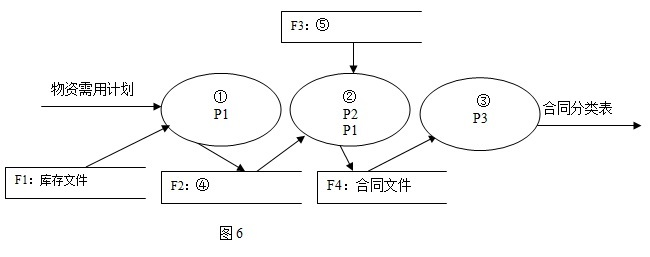 F3：⑤
物资需用计划
①
P1
②
P2
P1
③
P3
合同分类表
F1：库存文件
F2：④
F4：合同文件
图 6